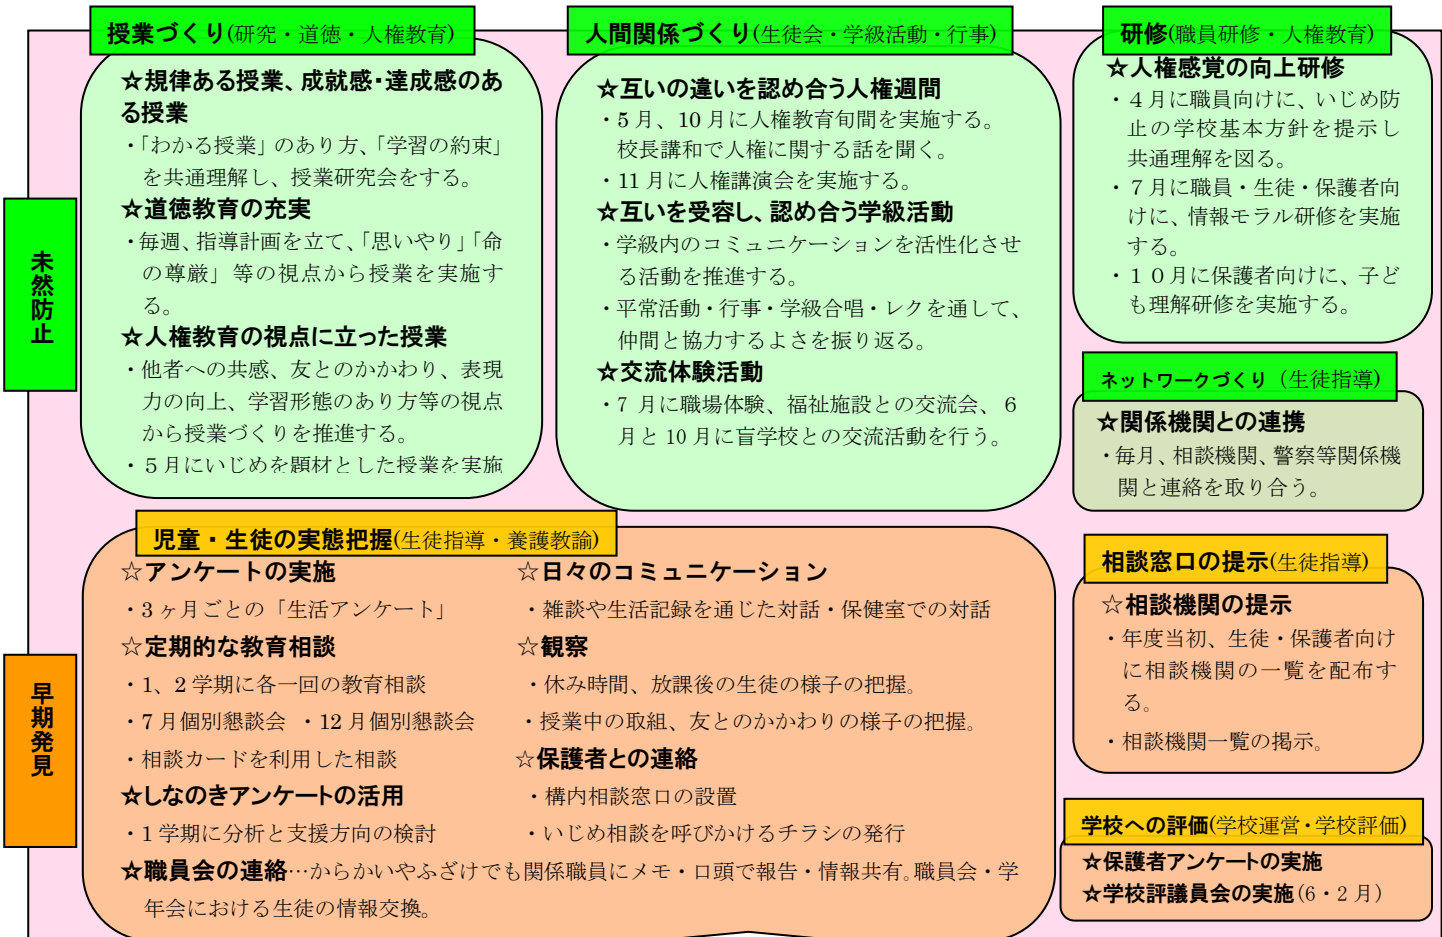 未然防止
授業づくり(研究・道徳・人権教育)
☆規律ある授業、成就感・達成感のあ
る授業
・「わかる授業」のあり方、「学習の約束」
を共通理解し、授業研究会をする。
☆道徳教育の充実
・毎週、指導計画を立て、「思いやり」「命
の尊厳」等の視点から授業を実施す
る。
☆人権教育の視点に立った授業
・他者への共感、友とのかかわり、表現
力の向上、学習形態のあり方等の視点
から授業づくりを推進する。
・５月にいじめを題材とした授業を実施
人間関係づくり(生徒会・学級活動・行事)
☆互いの違いを認め合う人権週間
・5月、10月に人権教育旬間を実施する。
校長講和で人権に関する話を聞く。
・11月に人権講演会を実施する。
☆互いを受容し、認め合う学級活動
・学級内のコミュニケーションを活性化させ
る活動を推進する。
・平常活動・行事・学級合唱・レクを通して、
仲間と協力するよさを振り返る。
☆交流体験活動
・7 月に職場体験、福祉施設との交流会、６
月と 10 月に盲学校との交流活動を行う。
研修(職員研修・人権教育)
☆人権感覚の向上研修
・４月に職員向けに、いじめ防
止の学校基本方針を提示し
共通理解を図る。
・７月に職員・生徒・保護者向
けに、情報モラル研修を実施
する。
・１０月に保護者向けに、子ど
も理解研修を実施する。
ネットワークづくり（生徒指導)
☆関係機関との連携
・毎月、相談機関、警察等関係機
関と連絡を取り合う。
早期発見
児童・生徒の実態把握(生徒指導・養護教諭)
☆アンケートの実施
・3ヶ月ごとの「生活アンケート」
☆定期的な教育相談
・1、2 学期に各一回の教育相談
・7月個別懇談会 ・12月個別懇談会
・相談カードを利用した相談
☆しなのきアンケートの活用
・1 学期に分析と支援方向の検討
☆日々のコミュニケーション
・雑談や生活記録を通じた対話・保健室での対話
☆観察
・休み時間、放課後の生徒の様子の把握。
・授業中の取組、友とのかかわりの様子の把握。
☆保護者との連絡
・構内相談窓口の設置
・いじめ相談を呼びかけるチラシの発行
☆職員会の連絡…からかいやふざけでも関係職員にメモ・口頭で報告・情報共有。職員会・学
年会における生徒の情報交換。
相談窓口の提示(生徒指導)
☆相談機関の提示
・年度当初、生徒・保護者向け
に相談機関の一覧を配布す
る。
・相談機関一覧の掲示。
学校への評価(学校運営・学校評価)
☆保護者アンケートの実施
☆学校評議員会の実施(6・2月）